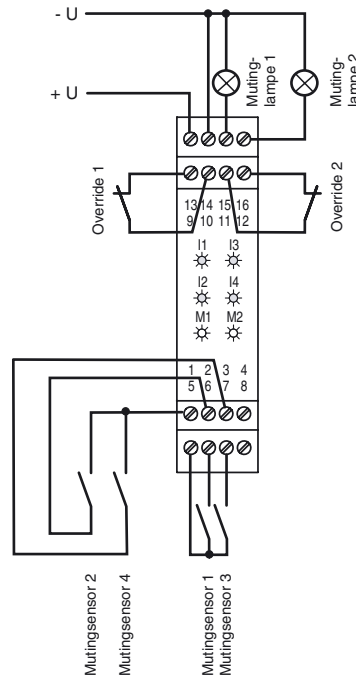 - U
+ U
Muting-
lampe 1
Muting-
lampe 2
Override 1
Override 2
13 14 15 16
9 10 11 12
I1 I3
I2 I4
M1 M2
1 2 3 4
5 6 7 8
Mutingsensor 2
Mutingsensor 4
Mutingsensor 1
Mutingsensor 3